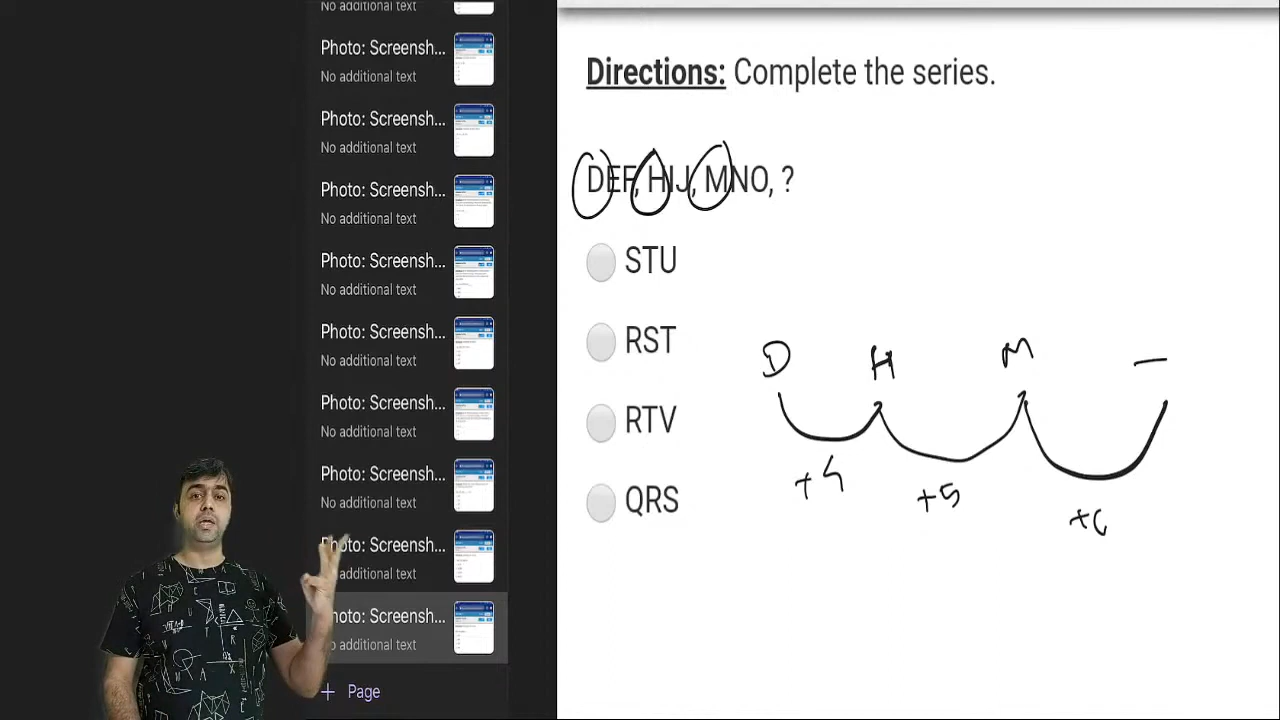 No additional text
Photo: Screensh...
No additional text
Photo: Screensh...
No additional text
Photo: Screensh...
No additional text
Photo: Screensh...
No additional text
Photo: Screensh...
No additional text
Photo: Screensh...
No additional text
Photo: Screensh...
No additional text
Photo: Screensh...
No additional text
Photo: Screensh...
No additional text
+ Page
Directions: Complete the series.
DEF, HIJ, MNO, ?
STU
RST
RTV
QRS
D H M —
+4 +5 +6